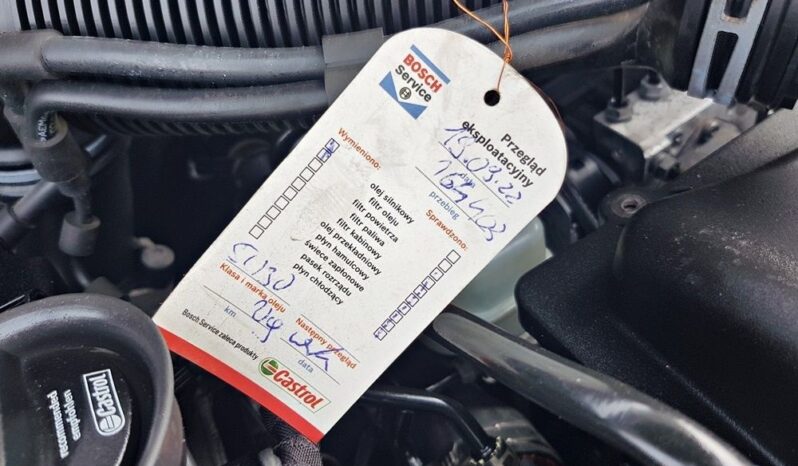 BOSCH
Service
Przegląd
eksploatacyjny
19.03.22
data
przebieg
Wymieniono:
Sprawdzono:
olej silnikowy
filtr oleju
filtr powietrza
filtr paliwa
filtr kabinowy
olej przekładniowy
płyn hamulcowy
świece zapłonowe
pasek rozrządu
płyn chłodzący
5W30
Klasa i marka oleju
Następny przegląd
km
data
Bosch Service zaleca produkty
Castrol
Castrol
empfohlen
recommended